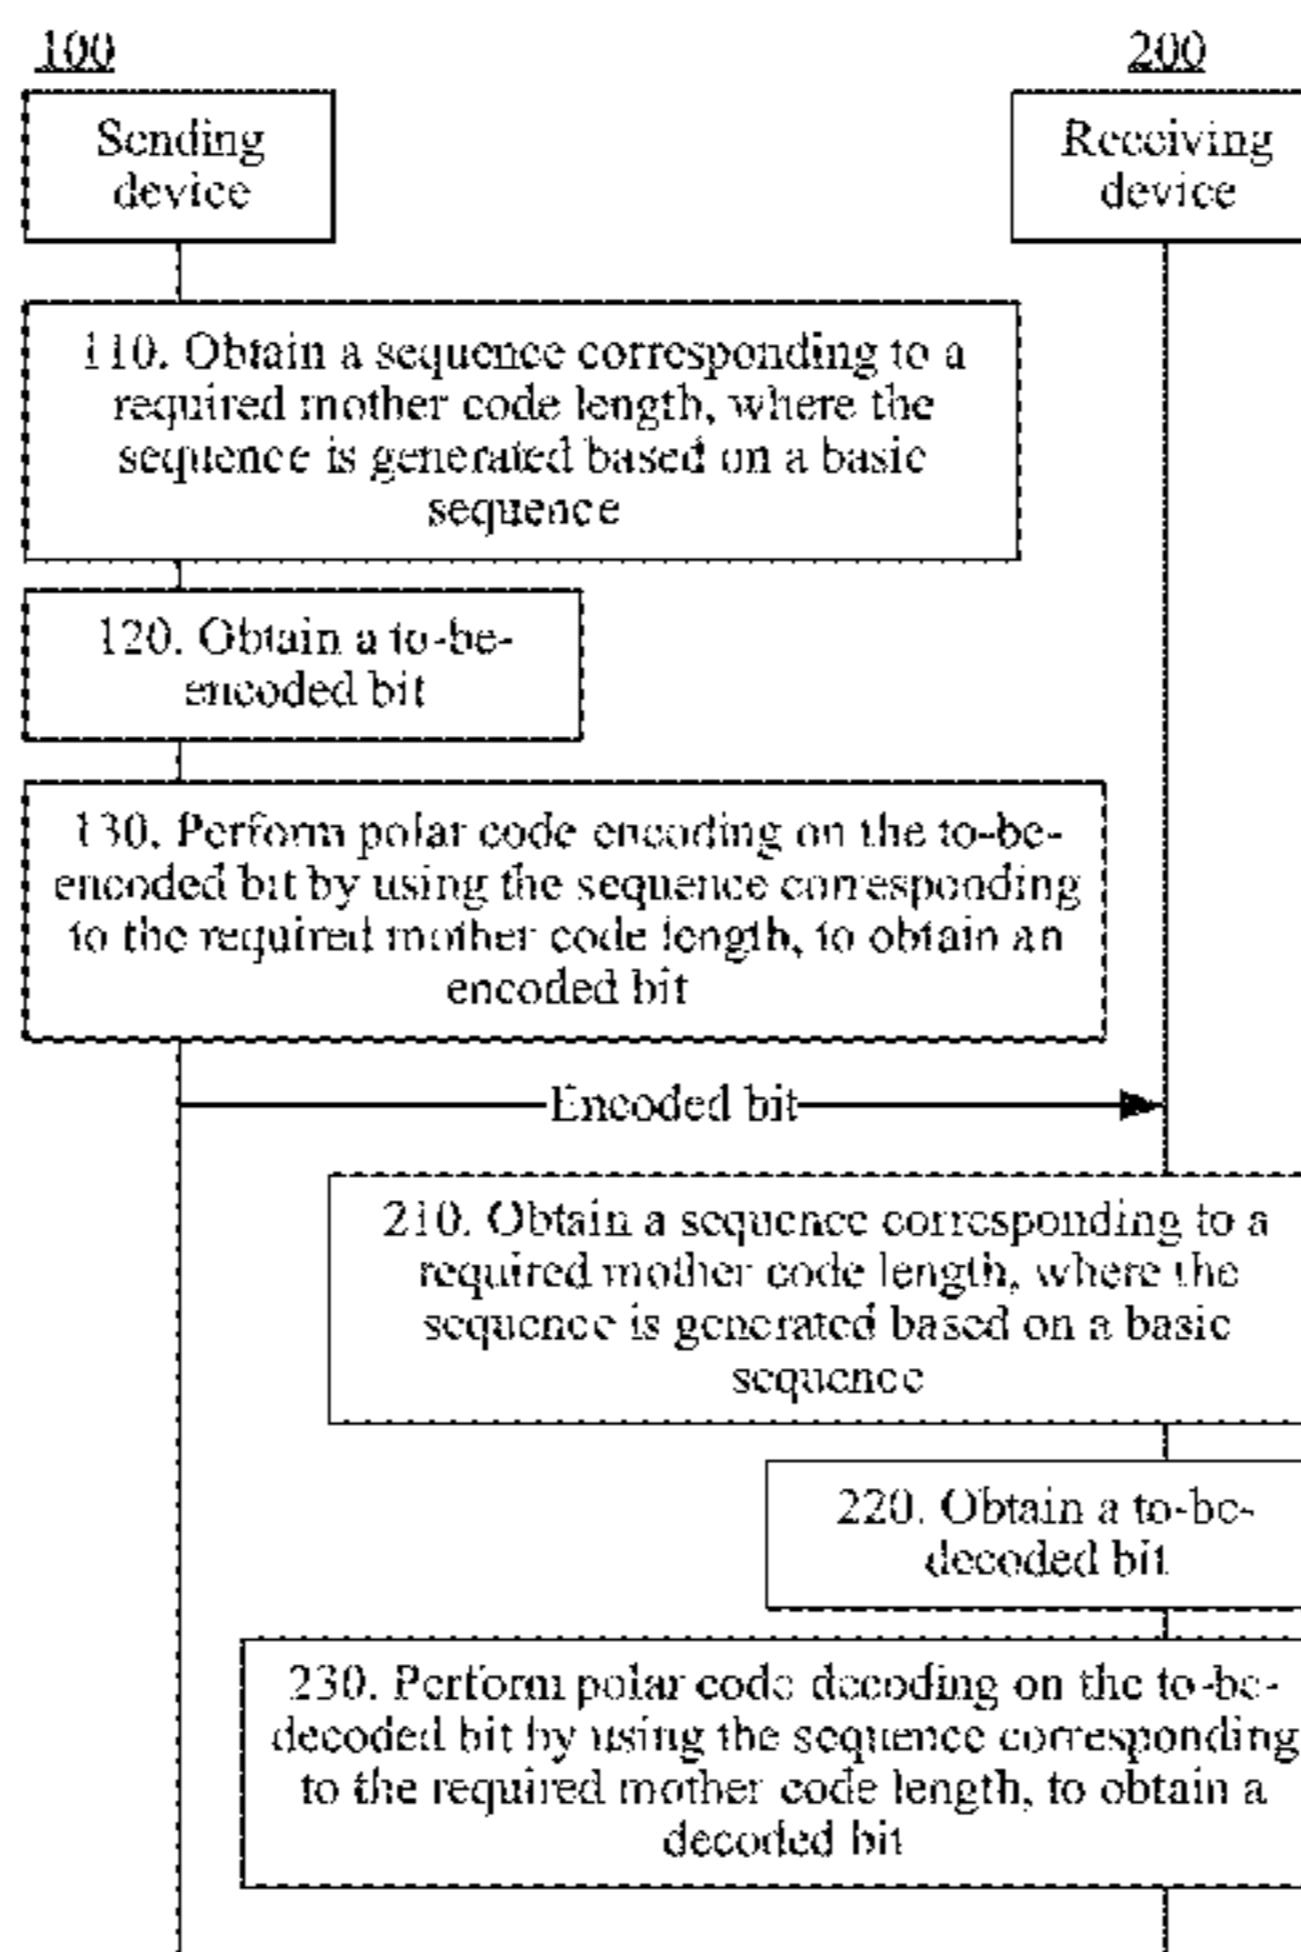 100
200
Sending
device
Receiving
device
110. Obtain a sequence corresponding to a
required mother code length, where the
sequence is generated based on a basic
sequence
120. Obtain a to-be-
encoded bit
130. Perform polar code encoding on the to-be-
encoded bit by using the sequence corresponding
to the required mother code length, to obtain an
encoded bit
Encoded bit
210. Obtain a sequence corresponding to a
required mother code length, where the
sequence is generated based on a basic
sequence
220. Obtain a to-be-
decoded bit
230. Perform polar code decoding on the to-be-
decoded bit by using the sequence corresponding
to the required mother code length, to obtain a
decoded bit